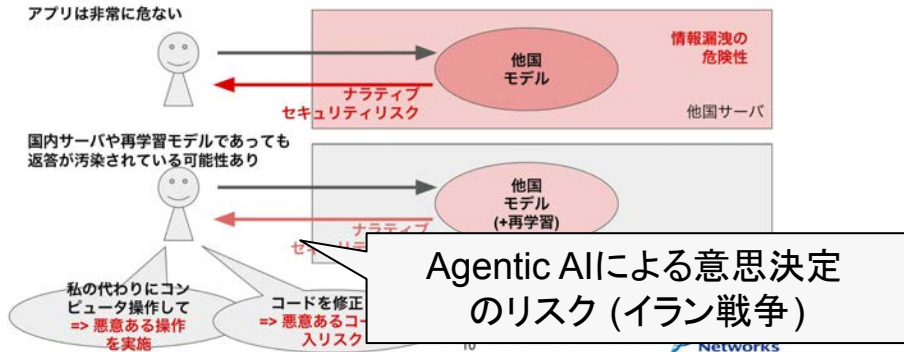 アプリは非常に危ない
他国
モデル
情報漏洩の
危険性
ナラティブ
セキュリティリスク
他国サーバ
国内サーバや再学習モデルであっても
返答が汚染されている可能性あり
他国
モデル
(+再学習)
ナラティブ
セキュリティ
Agentic AIによる意思決定
のリスク (イラン戦争)
私の代わりにコン
ピュータ操作して
=> 悪意ある操作
を実施
コードを修正
=> 悪意あるコー
入リスク
10
Networks